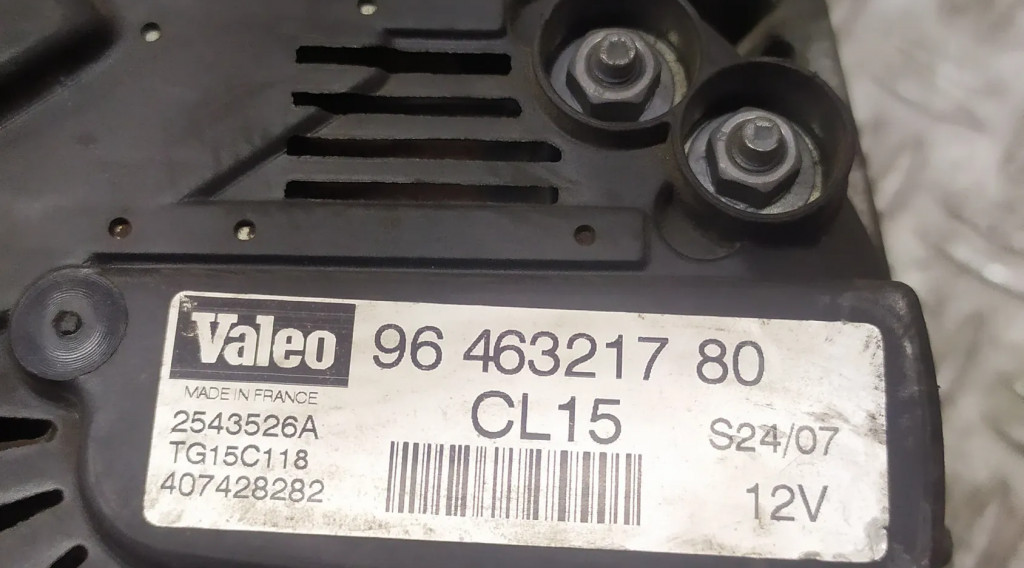 Valeo
96 463217 80
MADE IN FRANCE
CL15
2543526A
S24/07
TG15C118
407428282
12V